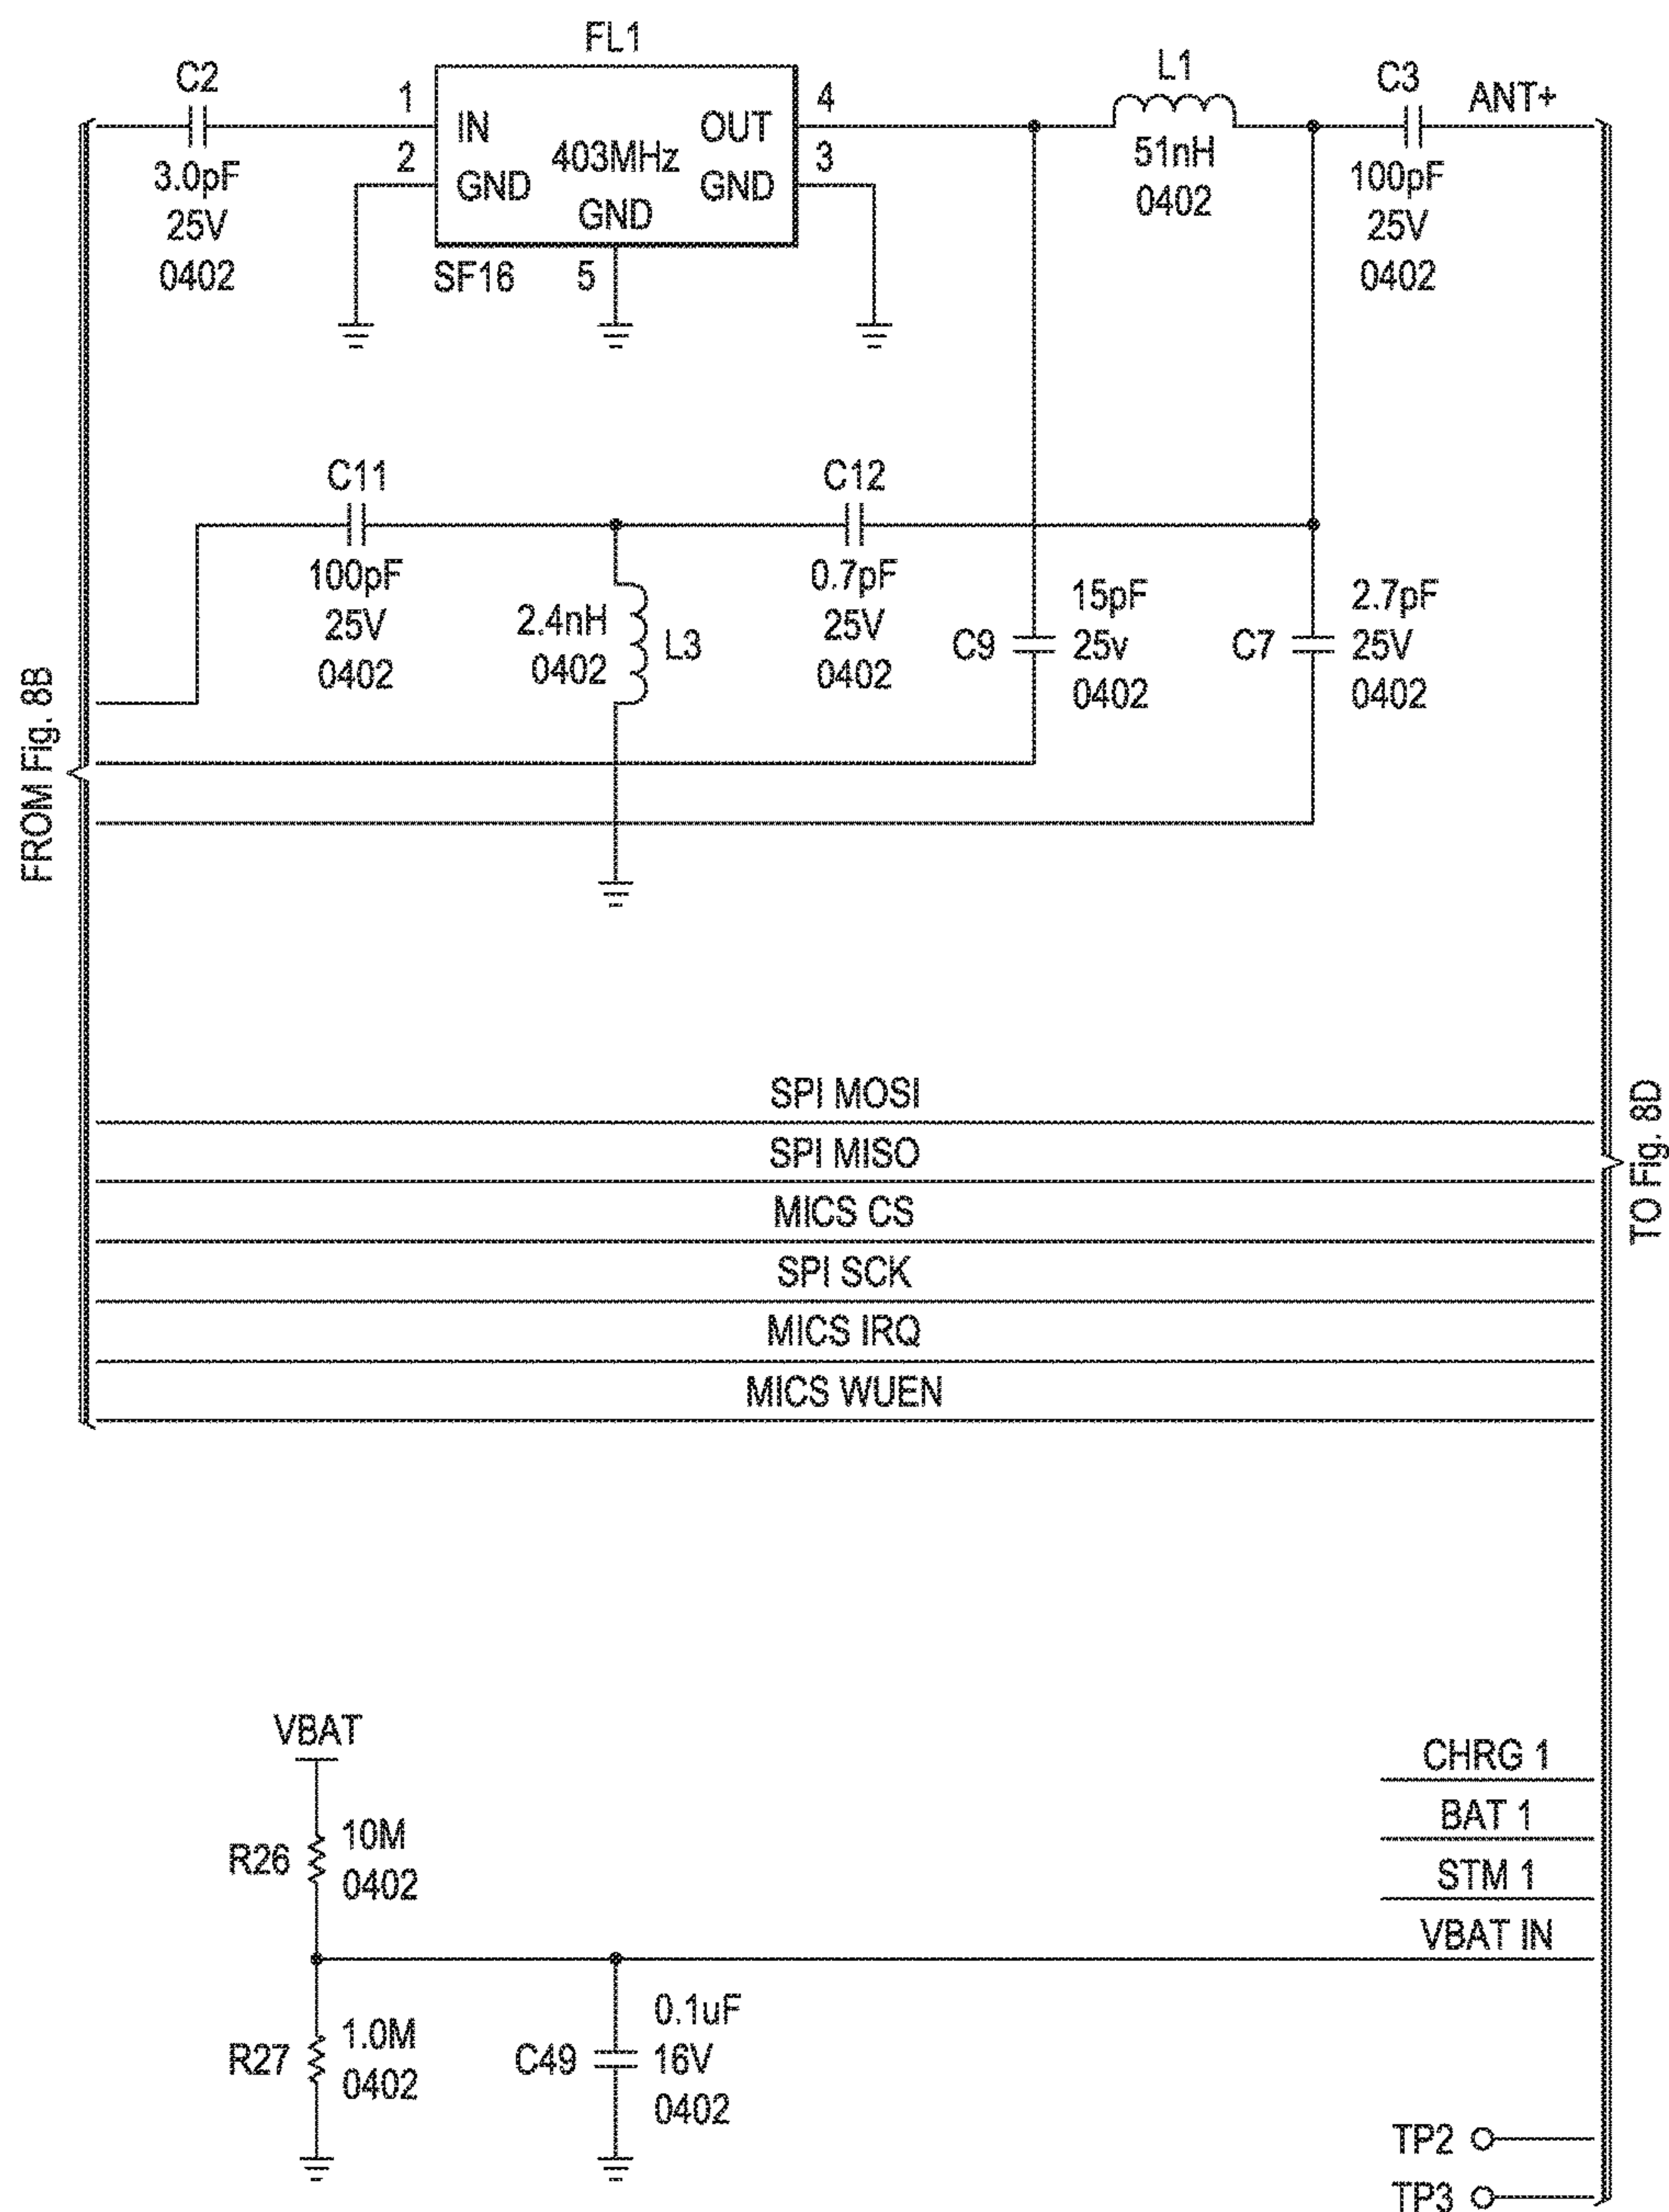 FL1
C2
3.0pF
25V
0402
1
2
IN
GND
403MHz
GND
OUT
GND
4
3
SF16
5
L1
51nH
0402
C3
100pF
25V
0402
ANT+
C11
100pF
25V
0402
2.4nH
0402
L3
C12
0.7pF
25V
0402
C9
15pF
25v
0402
C7
2.7pF
25V
0402
FROM Fig. 8B
SPI MOSI
SPI MISO
MICS CS
SPI SCK
MICS IRQ
MICS WUEN
TO Fig. 8D
VBAT
R26
10M
0402
R27
1.0M
0402
C49
0.1uF
16V
0402
CHRG 1
BAT 1
STM 1
VBAT IN
TP2
TP3